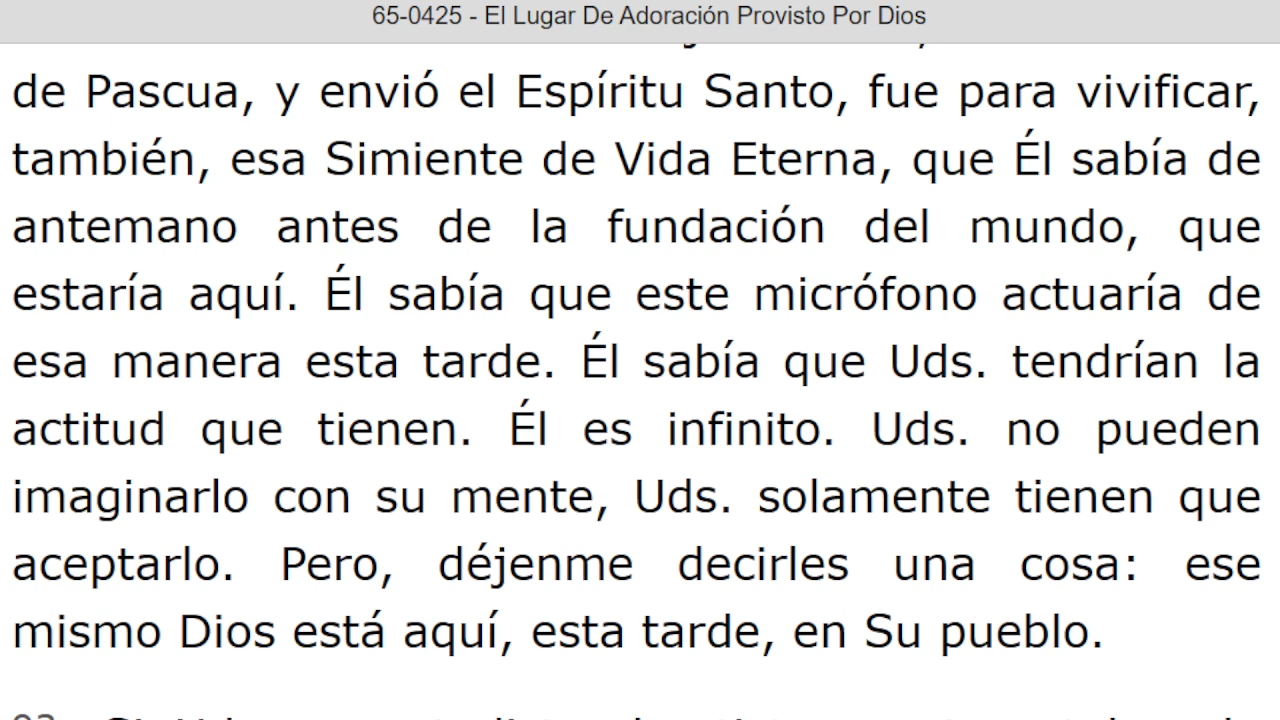 65-0425 - El Lugar De Adoración Provisto Por Dios
de Pascua, y envió el Espíritu Santo, fue para vivificar,
también, esa Simiente de Vida Eterna, que Él sabía de
antemano antes de la fundación del mundo, que
estaría aquí. Él sabía que este micrófono actuaría de
esa manera esta tarde. Él sabía que Uds. tendrían la
actitud que tienen. Él es infinito. Uds. no pueden
imaginarlo con su mente, Uds. solamente tienen que
aceptarlo. Pero, déjenme decirles una cosa: ese
mismo Dios está aquí, esta tarde, en Su pueblo.